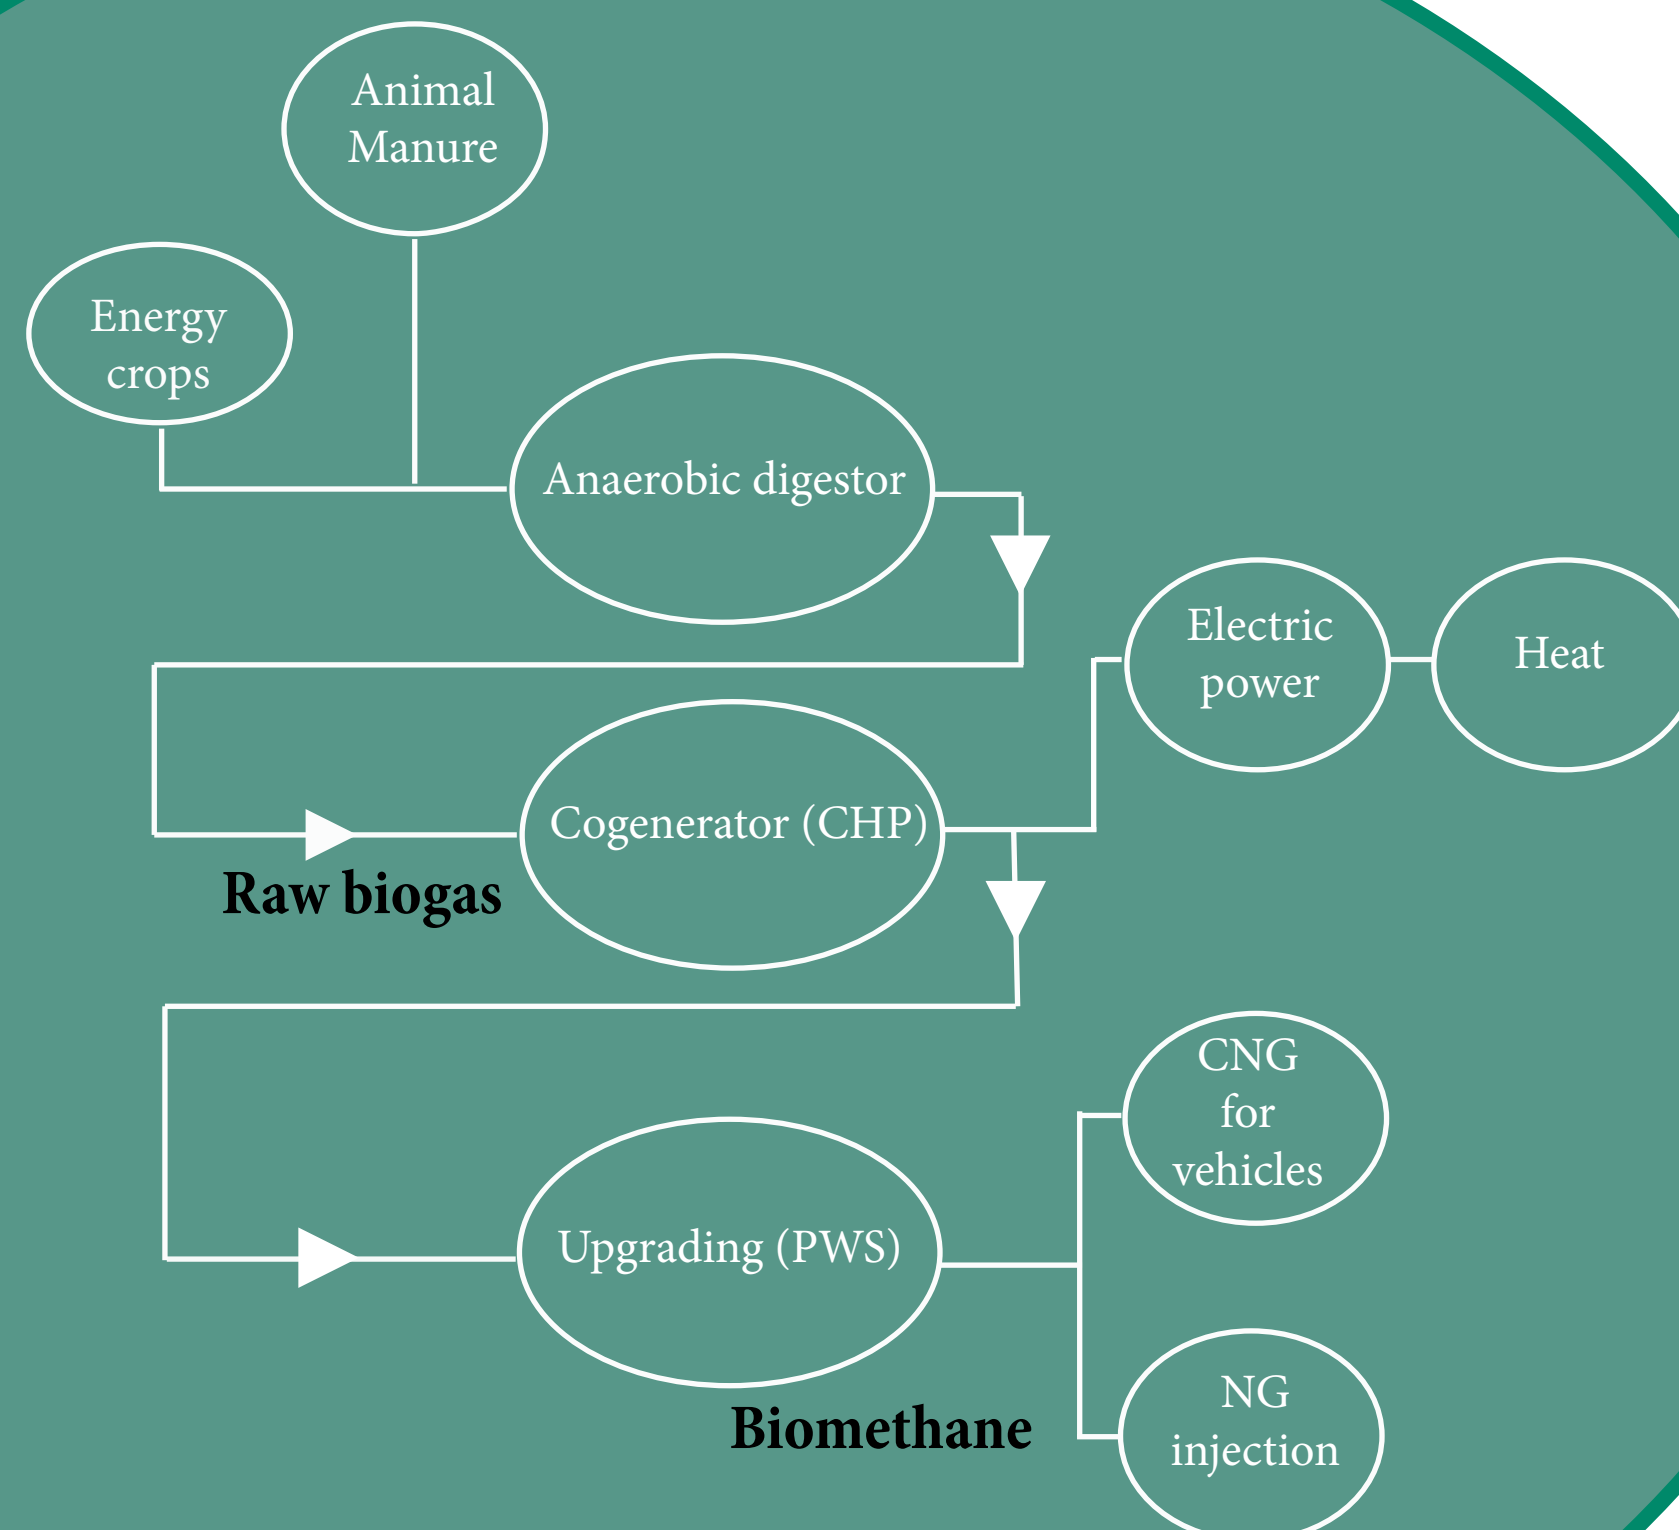 Animal
Manure
Energy
crops
Anaerobic digestor
Electric
power
Heat
Cogenerator (CHP)
Raw biogas
CNG
for
vehicles
Upgrading (PWS)
NG
injection
Biomethane